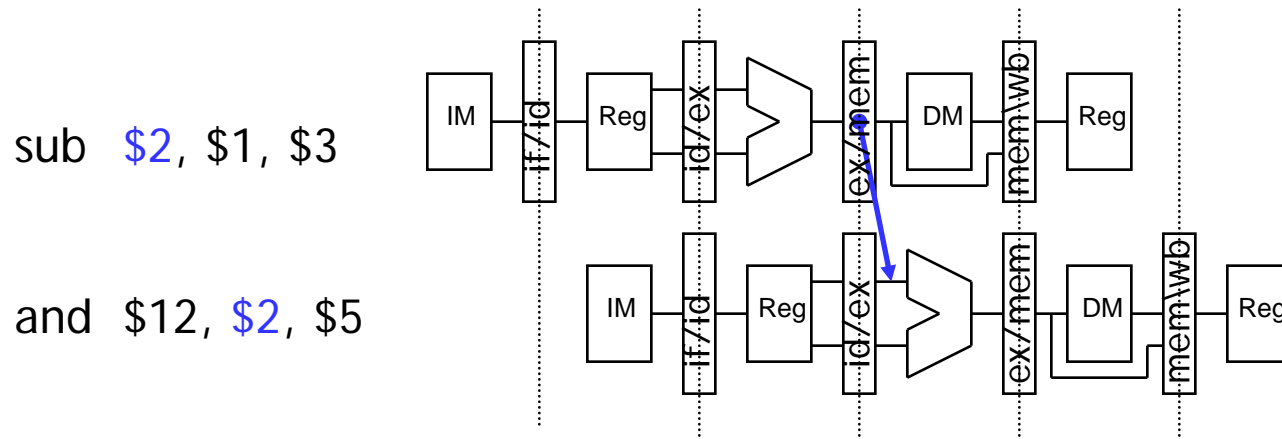 sub $2, $1, $3
IM
if/id
Reg
id/ex
ex/mem
DM
mem\wb
Reg
and $12, $2, $5
IM
if/id
Reg
id/ex
ex/mem
DM
mem\wb
Reg